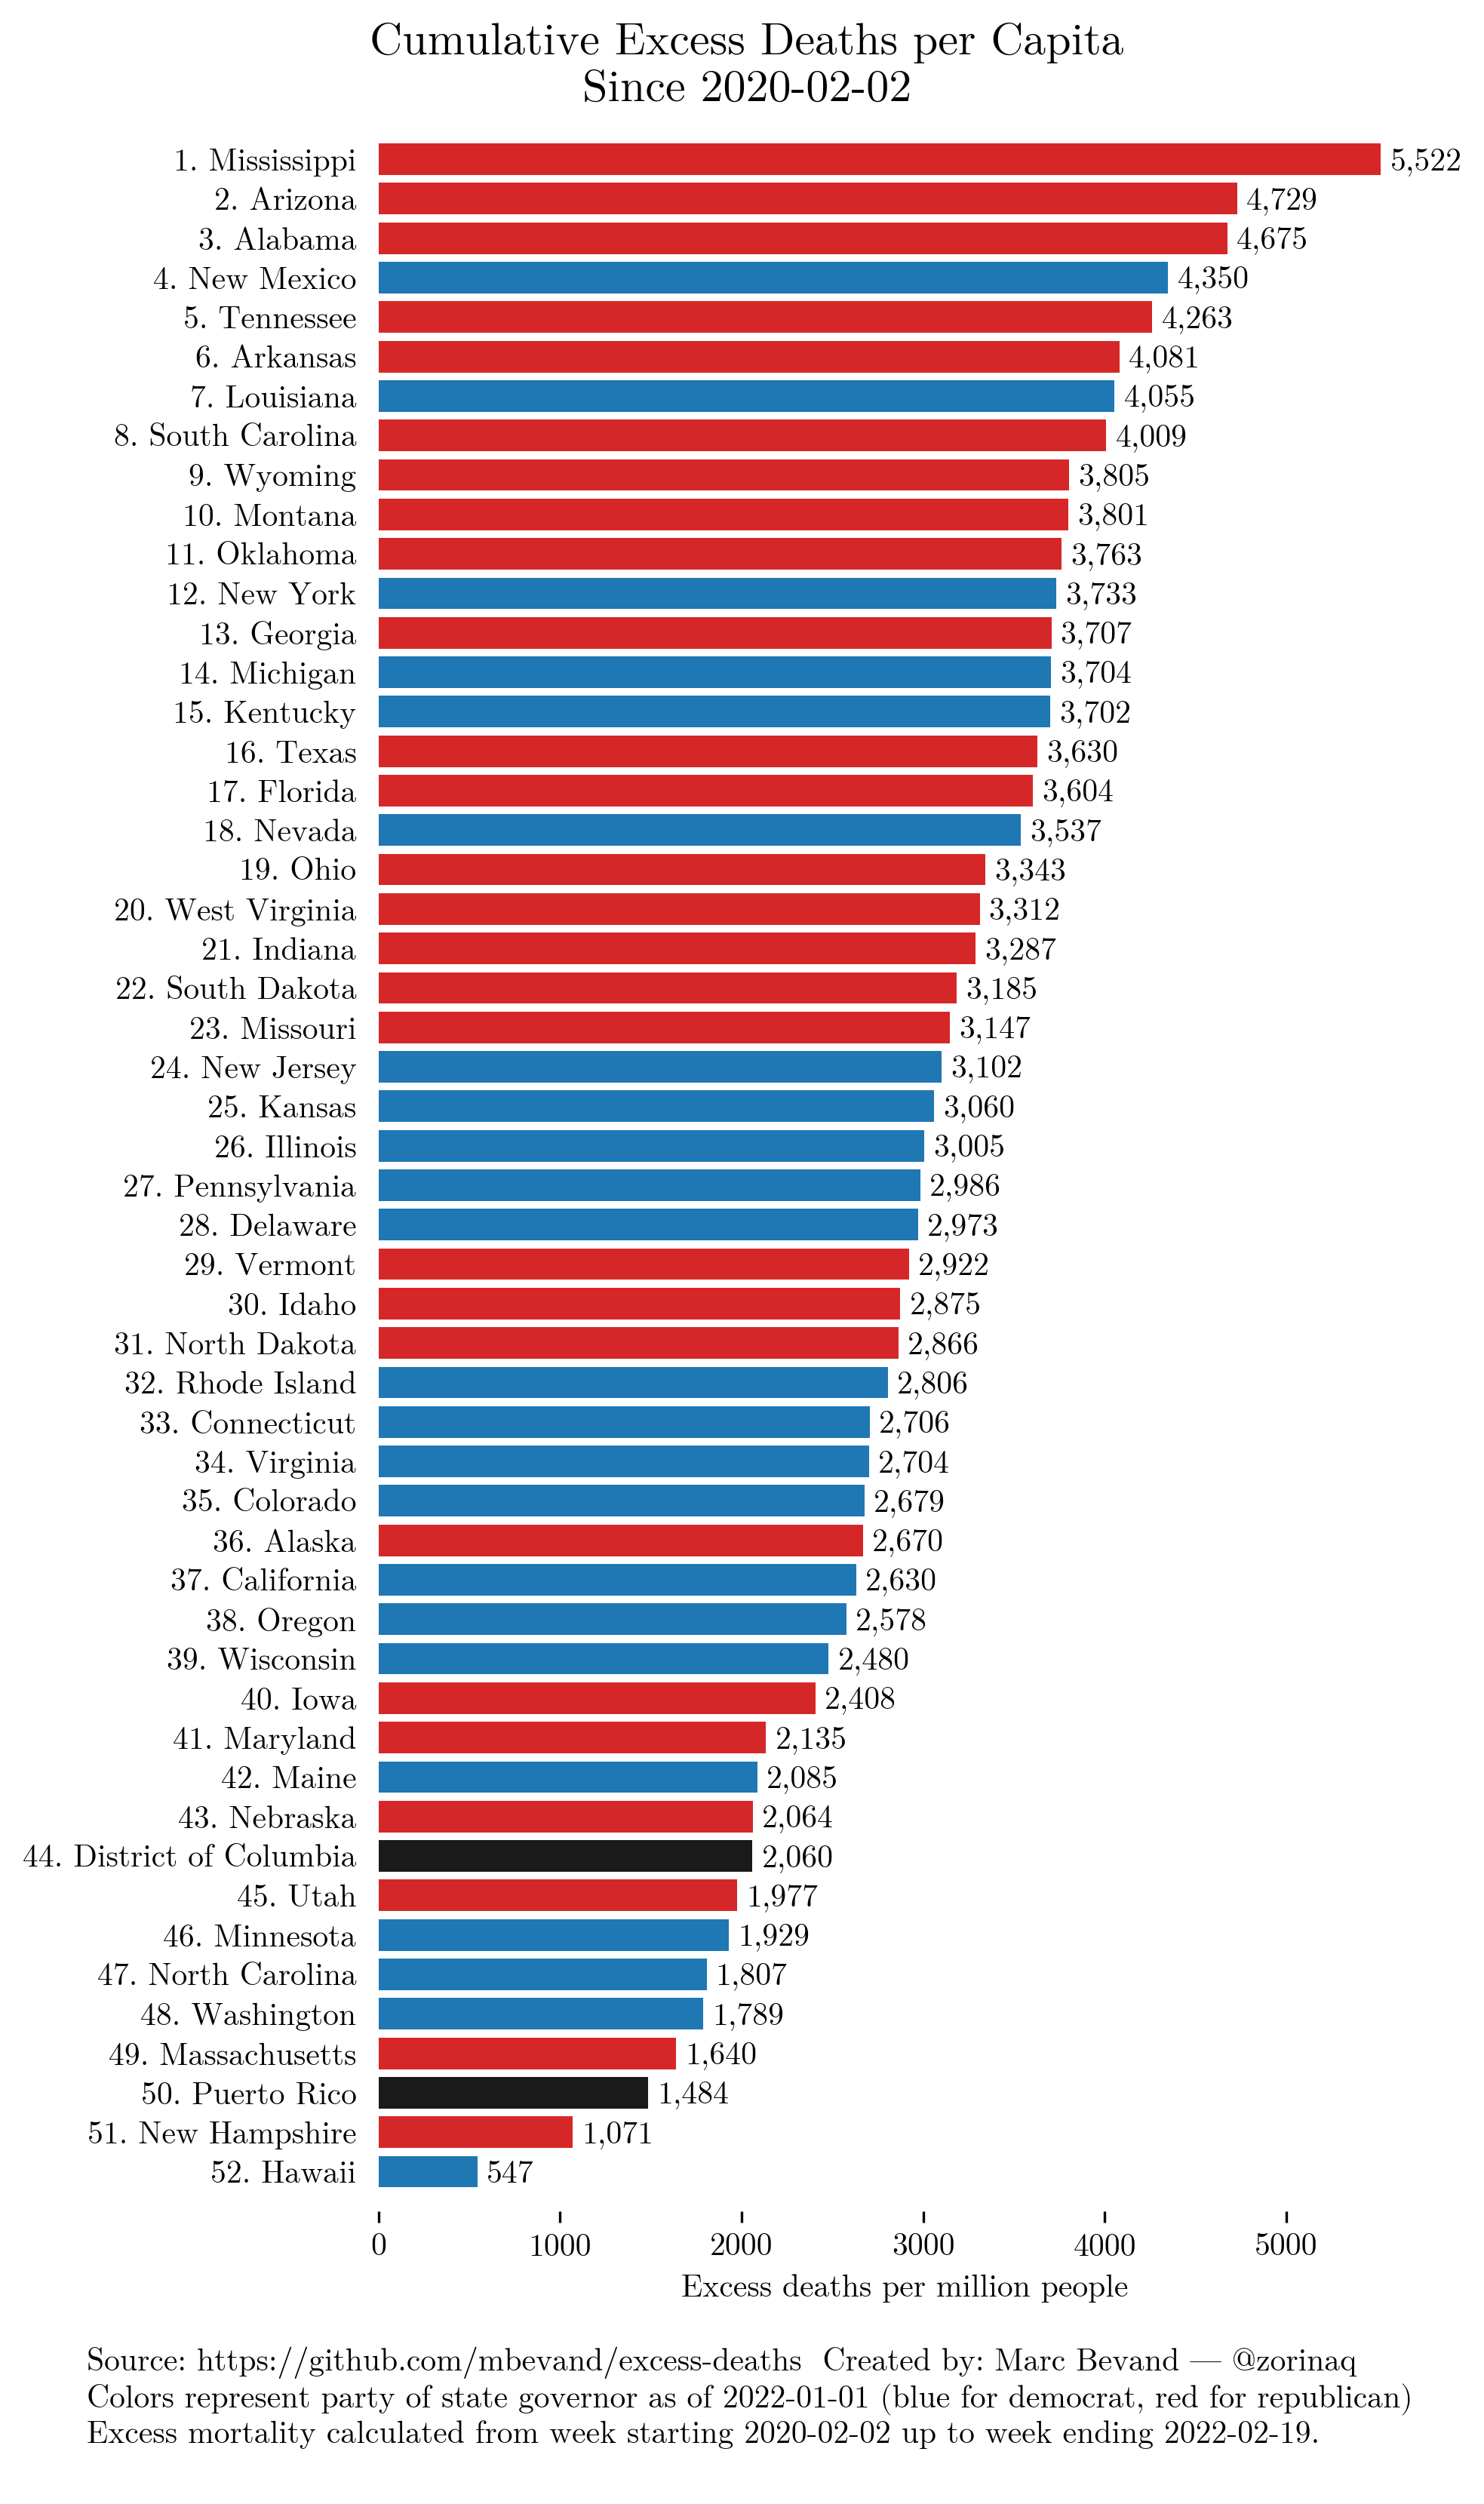 Cumulative Excess Deaths per Capita
Since 2020-02-02
1. Mississippi 5,522
2. Arizona 4,729
3. Alabama 4,675
4. New Mexico 4,350
5. Tennessee 4,263
6. Arkansas 4,081
7. Louisiana 4,055
8. South Carolina 4,009
9. Wyoming 3,805
10. Montana 3,801
11. Oklahoma 3,763
12. New York 3,733
13. Georgia 3,707
14. Michigan 3,704
15. Kentucky 3,702
16. Texas 3,630
17. Florida 3,604
18. Nevada 3,537
19. Ohio 3,343
20. West Virginia 3,312
21. Indiana 3,287
22. South Dakota 3,185
23. Missouri 3,147
24. New Jersey 3,102
25. Kansas 3,060
26. Illinois 3,005
27. Pennsylvania 2,986
28. Delaware 2,973
29. Vermont 2,922
30. Idaho 2,875
31. North Dakota 2,866
32. Rhode Island 2,806
33. Connecticut 2,706
34. Virginia 2,704
35. Colorado 2,679
36. Alaska 2,670
37. California 2,630
38. Oregon 2,578
39. Wisconsin 2,480
40. Iowa 2,408
41. Maryland 2,135
42. Maine 2,085
43. Nebraska 2,064
44. District of Columbia 2,060
45. Utah 1,977
46. Minnesota 1,929
47. North Carolina 1,807
48. Washington 1,789
49. Massachusetts 1,640
50. Puerto Rico 1,484
51. New Hampshire 1,071
52. Hawaii 547
0 1000 2000 3000 4000 5000
Excess deaths per million people
Source: https://github.com/mbevand/excess-deaths Created by: Marc Bevand — @zorinaq
Colors represent party of state governor as of 2022-01-01 (blue for democrat, red for republican)
Excess mortality calculated from week starting 2020-02-02 up to week ending 2022-02-19.